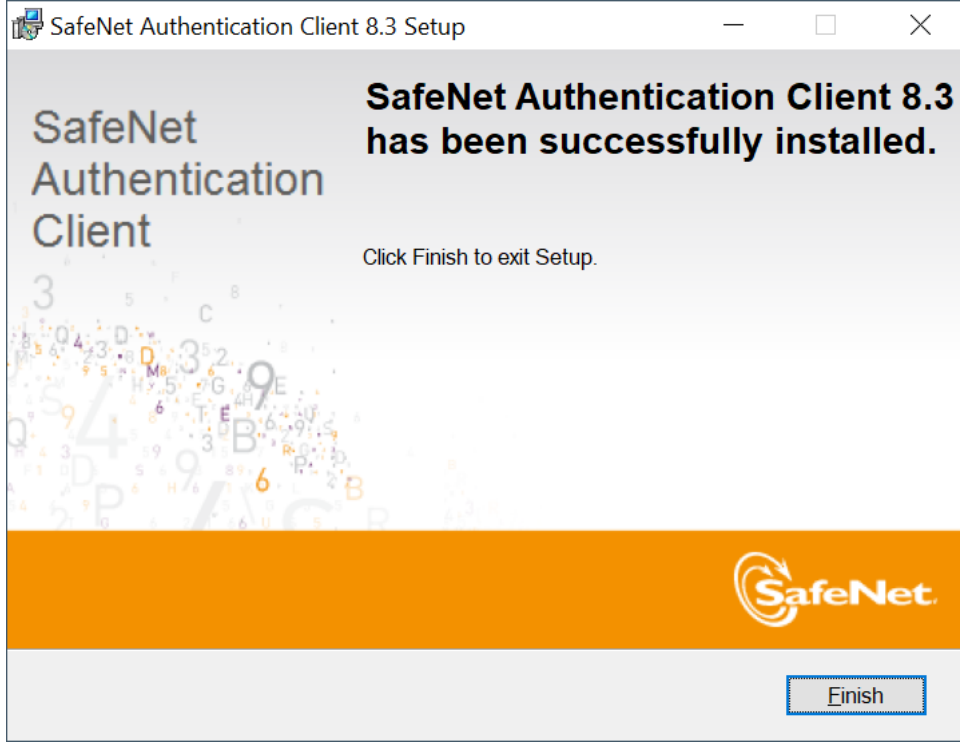 SafeNet Authentication Client 8.3 Setup
SafeNet
Authentication
Client
SafeNet Authentication Client 8.3
has been successfully installed.
Click Finish to exit Setup.
SafeNet.
Finish